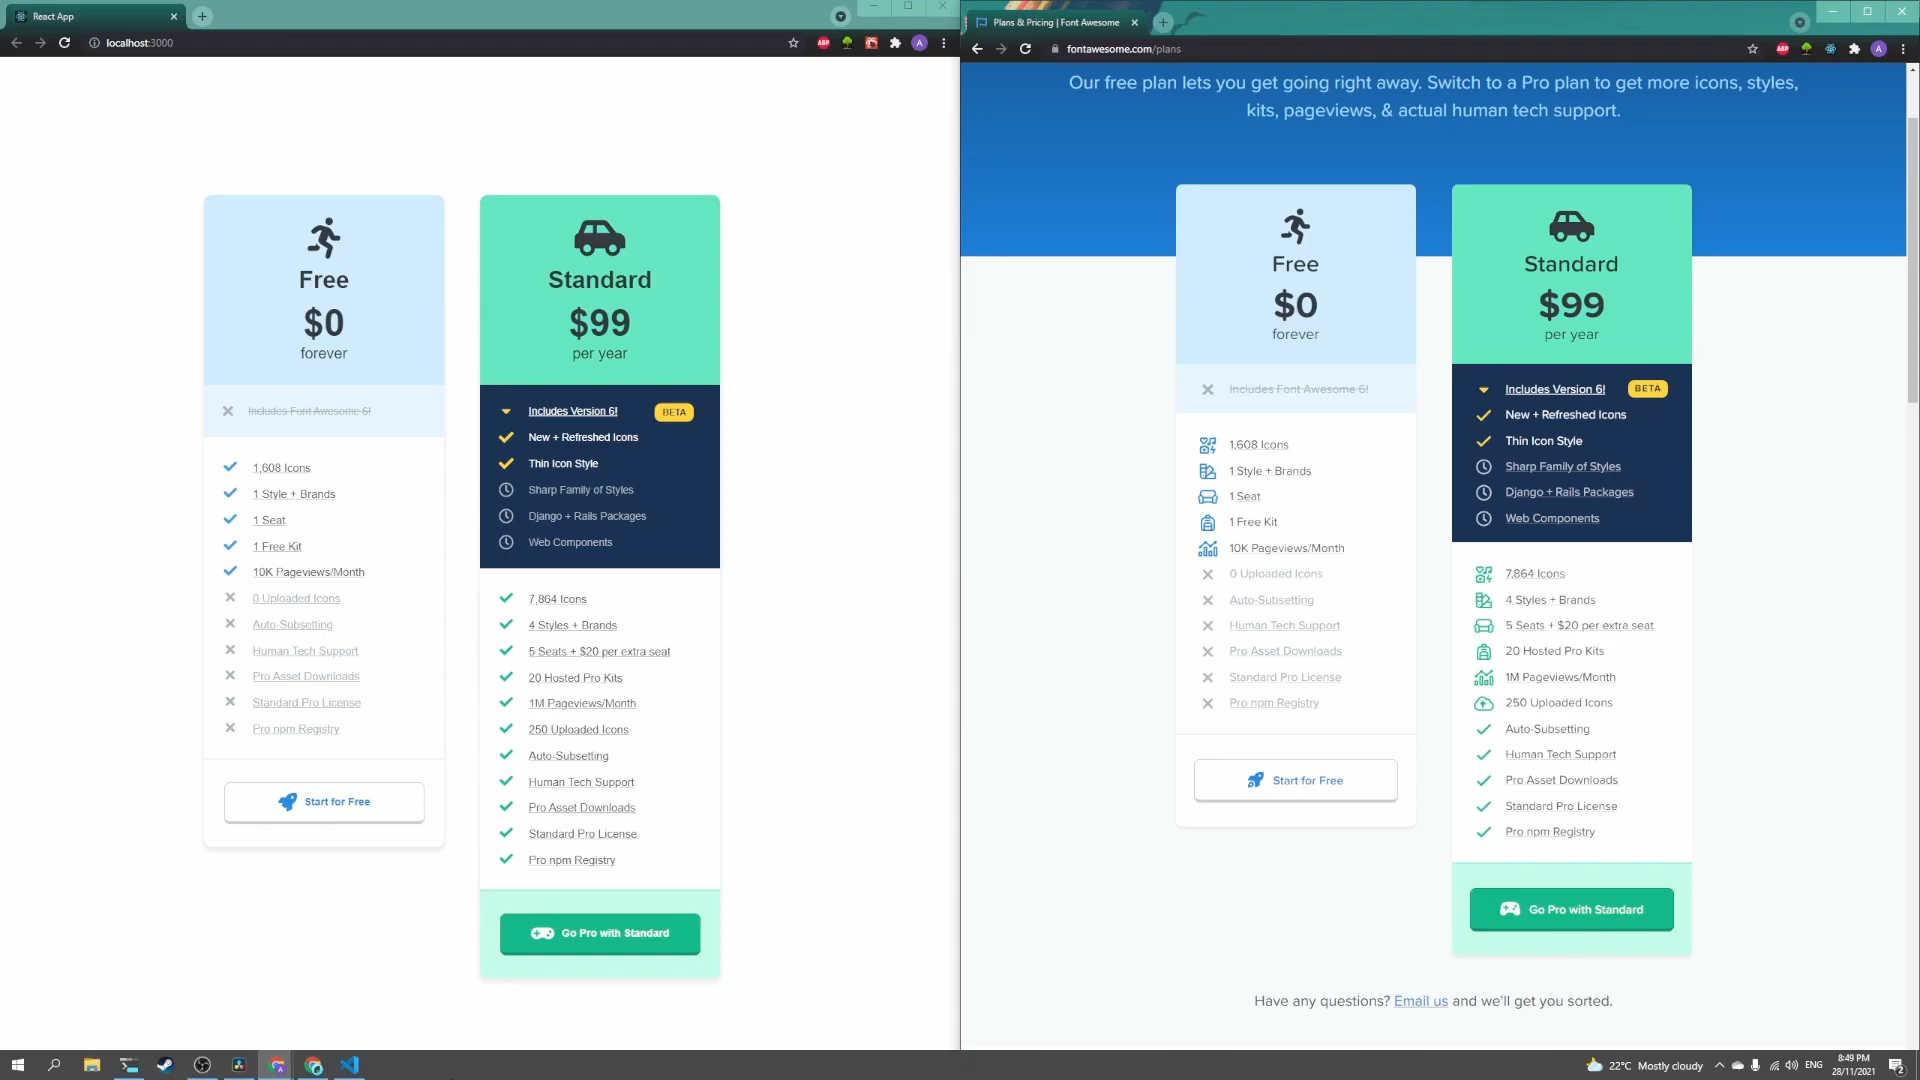 React App
localhost:3000
ABP
A
Free
$0
forever
Includes Font Awesome 6!
1,608 Icons
1 Style + Brands
1 Seat
1 Free Kit
10K Pageviews/Month
0 Uploaded Icons
Auto-Subsetting
Human Tech Support
Pro Asset Downloads
Standard Pro License
Pro npm Registry
Start for Free
Standard
$99
per year
Includes Version 6!
BETA
New + Refreshed Icons
Thin Icon Style
Sharp Family of Styles
Django + Rails Packages
Web Components
7,864 Icons
4 Styles + Brands
5 Seats + $20 per extra seat
20 Hosted Pro Kits
1M Pageviews/Month
250 Uploaded Icons
Auto-Subsetting
Human Tech Support
Pro Asset Downloads
Standard Pro License
Pro npm Registry
Go Pro with Standard
Plans & Pricing | Font Awesome
fontawesome.com/plans
ABP
A
Our free plan lets you get going right away. Switch to a Pro plan to get more icons, styles,
kits, pageviews, & actual human tech support.
Free
$0
forever
Includes Font Awesome 6!
1,608 Icons
1 Style + Brands
1 Seat
1 Free Kit
10K Pageviews/Month
0 Uploaded Icons
Auto-Subsetting
Human Tech Support
Pro Asset Downloads
Standard Pro License
Pro npm Registry
Start for Free
Standard
$99
per year
Includes Version 6!
BETA
New + Refreshed Icons
Thin Icon Style
Sharp Family of Styles
Django + Rails Packages
Web Components
7,864 Icons
4 Styles + Brands
5 Seats + $20 per extra seat
20 Hosted Pro Kits
1M Pageviews/Month
250 Uploaded Icons
Auto-Subsetting
Human Tech Support
Pro Asset Downloads
Standard Pro License
Pro npm Registry
Go Pro with Standard
Have any questions? Email us and we'll get you sorted.
22°C Mostly cloudy
ENG
8:49 PM
28/11/2021
2